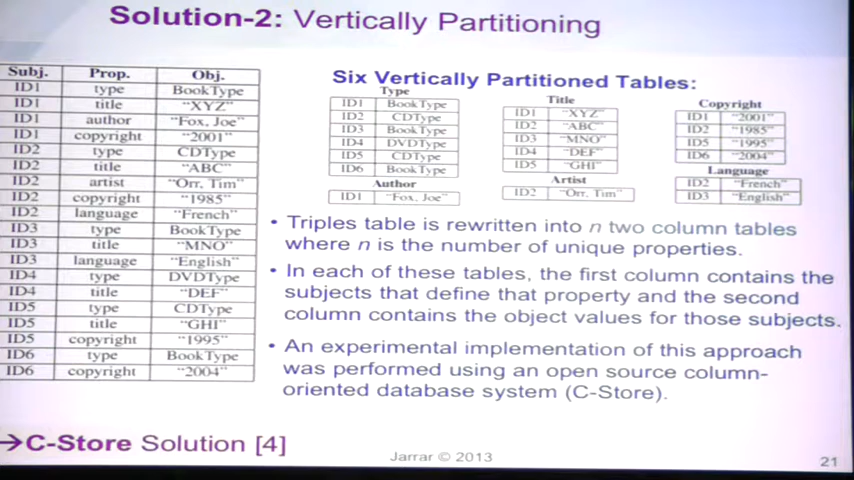 Solution-2: Vertically Partitioning
Subj. Prop. Obj.
ID1 type BookType
ID1 title "XYZ"
ID1 author "Fox, Joe"
ID1 copyright "2001"
ID2 type CDType
ID2 title "ABC"
ID2 artist "Orr, Tim"
ID2 copyright "1985"
ID2 language "French"
ID3 type BookType
ID3 title "MNO"
ID3 language "English"
ID4 type DVDType
ID4 title "DEF"
ID5 type CDType
ID5 title "GHI"
ID5 copyright "1995"
ID6 type BookType
ID6 copyright "2004"
Six Vertically Partitioned Tables:
Type
ID1 BookType
ID2 CDType
ID3 BookType
ID4 DVDType
ID5 CDType
ID6 BookType
Title
ID1 "XYZ"
ID2 "ABC"
ID3 "MNO"
ID4 "DEF"
ID5 "GHI"
Copyright
ID1 "2001"
ID2 "1985"
ID5 "1995"
ID6 "2004"
Author
ID1 "Fox, Joe"
Artist
ID2 "Orr, Tim"
Language
ID2 "French"
ID3 "English"
• Triples table is rewritten into n two column tables
where n is the number of unique properties.
• In each of these tables, the first column contains the
subjects that define that property and the second
column contains the object values for those subjects.
• An experimental implementation of this approach
was performed using an open source column-
oriented database system (C-Store).
→C-Store Solution [4]
Jarrar © 2013
21